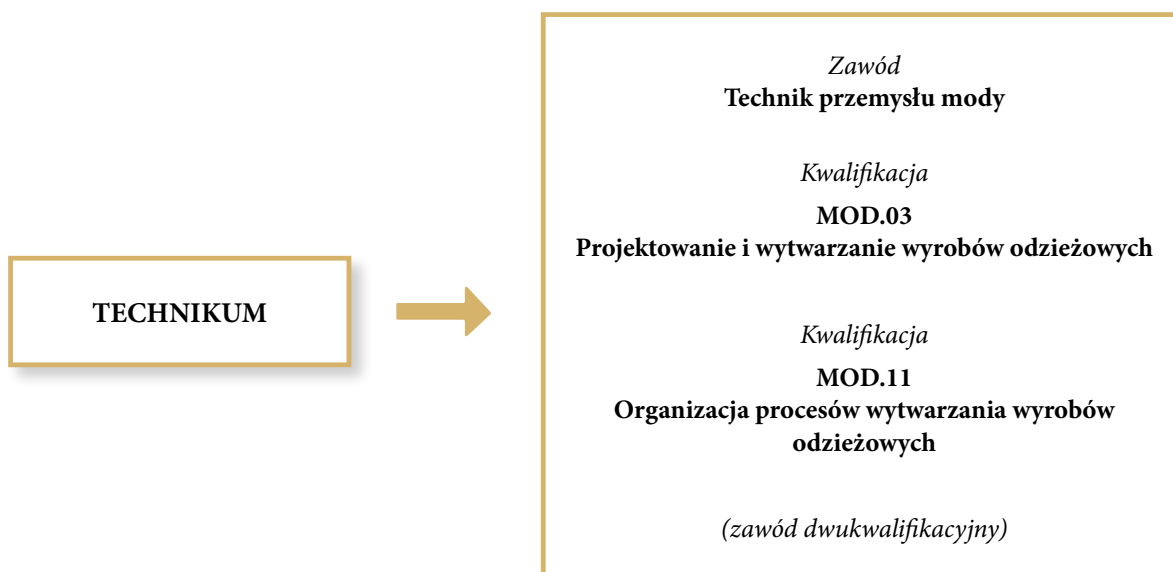 TECHNIKUM
Zawód
Technik przemysłu mody
Kwalifikacja
MOD.03
Projektowanie i wytwarzanie wyrobów odzieżowych
Kwalifikacja
MOD.11
Organizacja procesów wytwarzania wyrobów
odzieżowych
(zawód dwukwalifikacyjny)